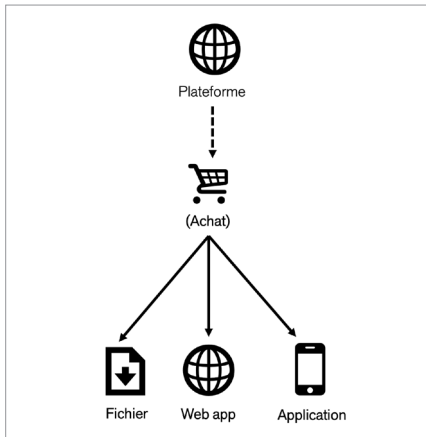 Plateforme
(Achat)
Fichier
Web app
Application